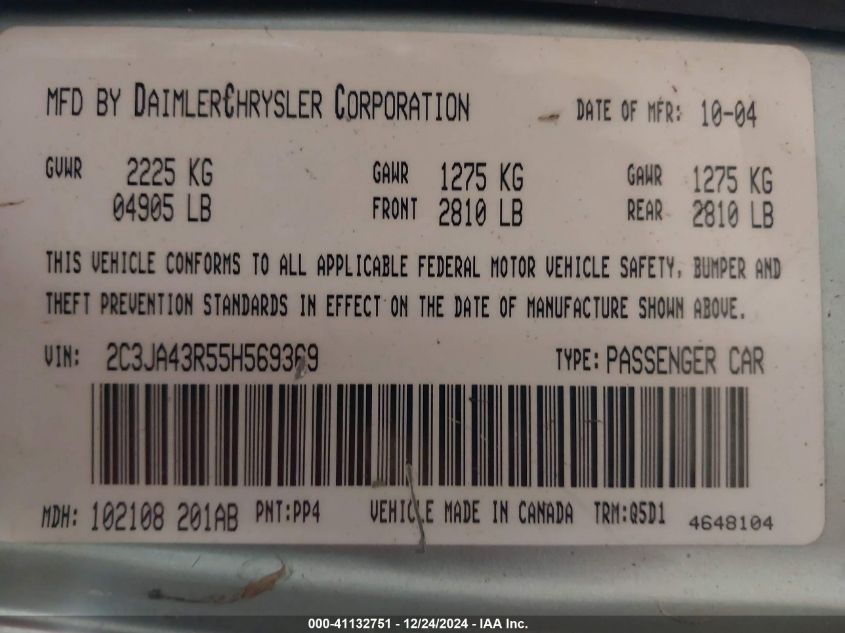 MFD BY DAIMLERCHRYSLER CORPORATION DATE OF MFR: 10-04
GVWR 2225 KG GAWR 1275 KG GAWR 1275 KG
04905 LB FRONT 2810 LB REAR 2810 LB
THIS VEHICLE CONFORMS TO ALL APPLICABLE FEDERAL MOTOR VEHICLE SAFETY, BUMPER AND
THEFT PREVENTION STANDARDS IN EFFECT ON THE DATE OF MANUFACTURE SHOWN ABOVE.
VIN: 2C3JA43R55H569369 TYPE: PASSENGER CAR
MDH: 102108 201AB PNT:PP4 VEHICLE MADE IN CANADA TRM:Q5D1 4648104
000-41132751 - 12/24/2024 - IAA Inc.